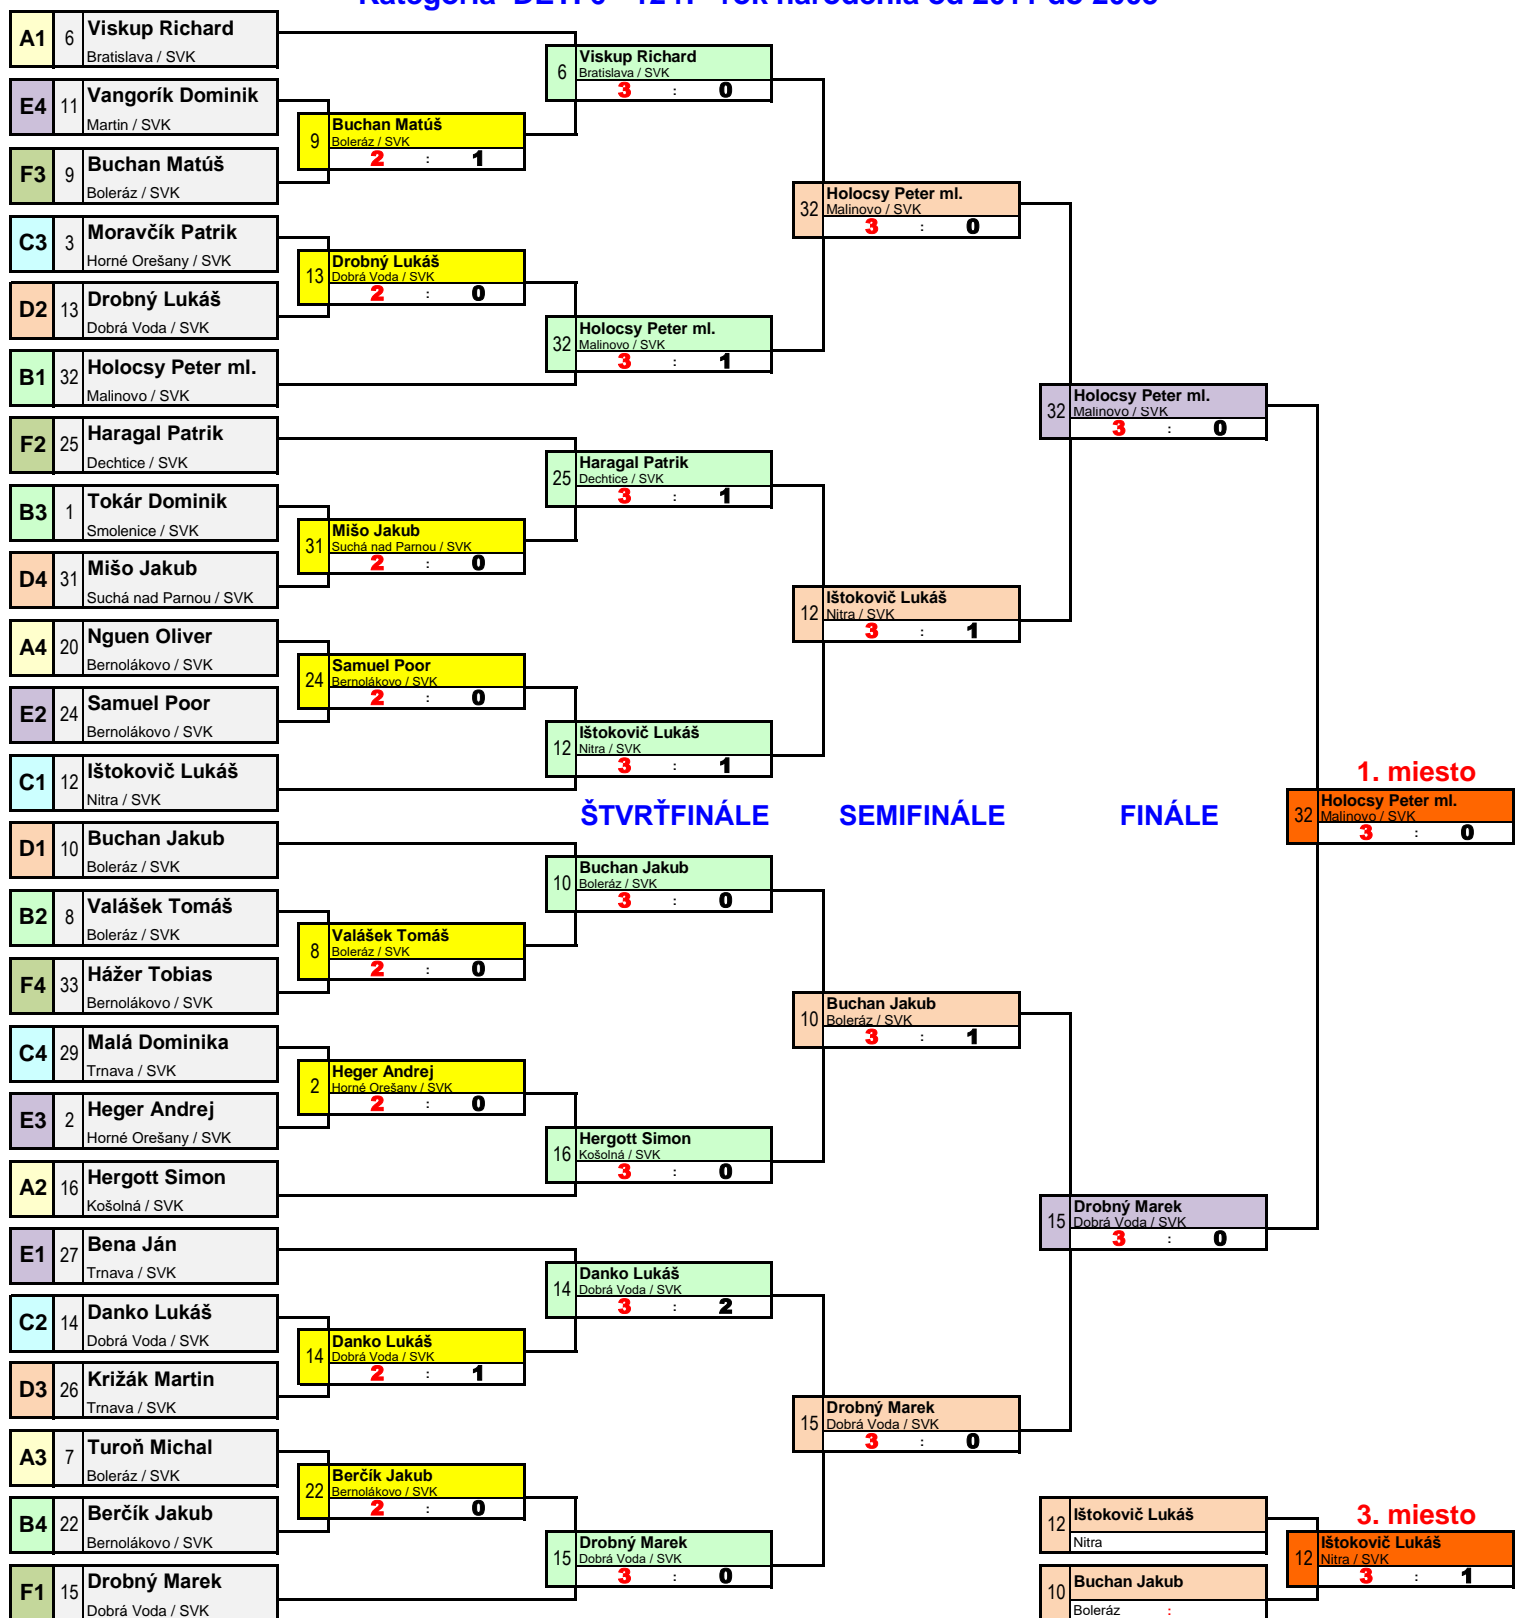 A1 6 Viskup Richard
Bratislava / SVK
E4 11 Vangorík Dominik
Martin / SVK
F3 9 Buchan Matúš
Boleráz / SVK
C3 3 Moravčík Patrik
Horné Orešany / SVK
D2 13 Drobný Lukáš
Dobrá Voda / SVK
B1 32 Holocsy Peter ml.
Malinovo / SVK
F2 25 Haragal Patrik
Dechtice / SVK
B3 1 Tokár Dominik
Smolenice / SVK
D4 31 Mišo Jakub
Suchá nad Parnou / SVK
A4 20 Nguen Oliver
Bernolákovo / SVK
E2 24 Samuel Poor
Bernolákovo / SVK
C1 12 Ištokovič Lukáš
Nitra / SVK
D1 10 Buchan Jakub
Boleráz / SVK
B2 8 Valášek Tomáš
Boleráz / SVK
F4 33 Hážer Tobias
Bernolákovo / SVK
C4 29 Malá Dominika
Trnava / SVK
E3 2 Heger Andrej
Horné Orešany / SVK
A2 16 Hergott Simon
Košolná / SVK
E1 27 Bena Ján
Trnava / SVK
C2 14 Danko Lukáš
Dobrá Voda / SVK
D3 26 Križák Martin
Trnava / SVK
A3 7 Turoň Michal
Boleráz / SVK
B4 22 Berčík Jakub
Bernolákovo / SVK
F1 15 Drobný Marek
Dobrá Voda / SVK
9 Buchan Matúš
Boleráz / SVK
2 : 1
13 Drobný Lukáš
Dobrá Voda / SVK
2 : 0
31 Mišo Jakub
Suchá nad Parnou / SVK
2 : 0
24 Samuel Poor
Bernolákovo / SVK
2 : 0
8 Valášek Tomáš
Boleráz / SVK
2 : 0
2 Heger Andrej
Horné Orešany / SVK
2 : 0
14 Danko Lukáš
Dobrá Voda / SVK
2 : 1
22 Berčík Jakub
Bernolákovo / SVK
2 : 0
6 Viskup Richard
Bratislava / SVK
3 : 0
32 Holocsy Peter ml.
Malinovo / SVK
3 : 1
25 Haragal Patrik
Dechtice / SVK
3 : 1
12 Ištokovič Lukáš
Nitra / SVK
3 : 1
ŠTVRŤFINÁLE SEMIFINÁLE FINÁLE
10 Buchan Jakub
Boleráz / SVK
3 : 0
16 Hergott Simon
Košolná / SVK
3 : 0
14 Danko Lukáš
Dobrá Voda / SVK
3 : 2
15 Drobný Marek
Dobrá Voda / SVK
3 : 0
32 Holocsy Peter ml.
Malinovo / SVK
3 : 0
12 Ištokovič Lukáš
Nitra / SVK
3 : 1
10 Buchan Jakub
Boleráz / SVK
3 : 1
15 Drobný Marek
Dobrá Voda / SVK
3 : 0
32 Holocsy Peter ml.
Malinovo / SVK
3 : 0
15 Drobný Marek
Dobrá Voda / SVK
3 : 0
1. miesto
32 Holocsy Peter ml.
Malinovo / SVK
3 : 0
12 Ištokovič Lukáš
Nitra
10 Buchan Jakub
Boleráz :
3. miesto
12 Ištokovič Lukáš
Nitra / SVK
3 : 1